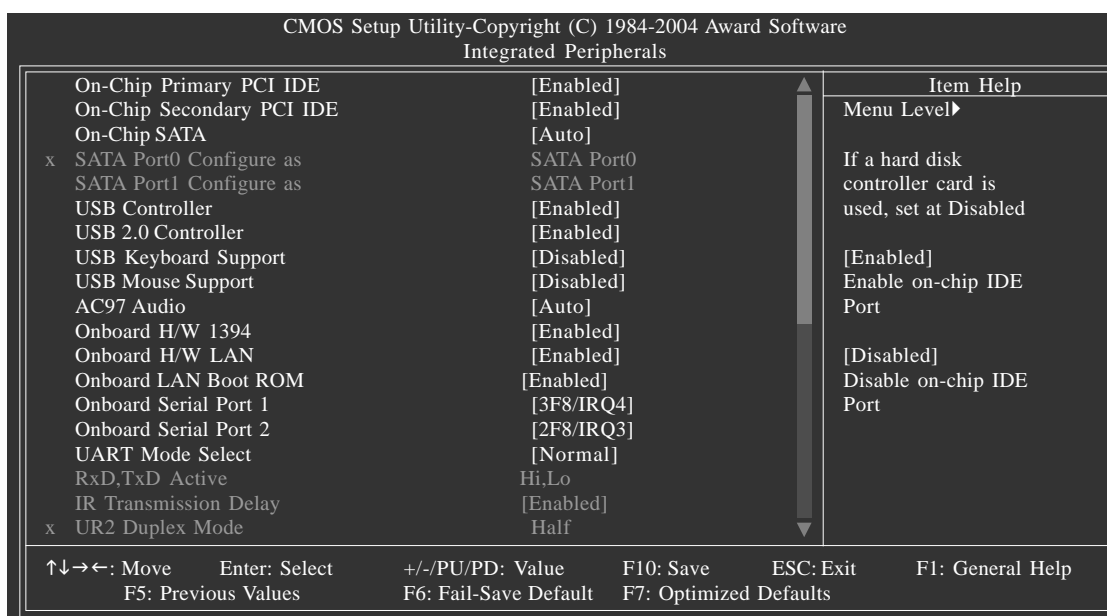 CMOS Setup Utility-Copyright (C) 1984-2004 Award Software
Integrated Peripherals
On-Chip Primary PCI IDE [Enabled]
On-Chip Secondary PCI IDE [Enabled]
On-Chip SATA [Auto]
x SATA Port0 Configure as SATA Port0
SATA Port1 Configure as SATA Port1
USB Controller [Enabled]
USB 2.0 Controller [Enabled]
USB Keyboard Support [Disabled]
USB Mouse Support [Disabled]
AC97 Audio [Auto]
Onboard H/W 1394 [Enabled]
Onboard H/W LAN [Enabled]
Onboard LAN Boot ROM [Enabled]
Onboard Serial Port 1 [3F8/IRQ4]
Onboard Serial Port 2 [2F8/IRQ3]
UART Mode Select [Normal]
RxD,TxD Active Hi,Lo
IR Transmission Delay [Enabled]
x UR2 Duplex Mode Half
Item Help
Menu Level
If a hard disk
controller card is
used, set at Disabled
[Enabled]
Enable on-chip IDE
Port
[Disabled]
Disable on-chip IDE
Port
↑↓→←: Move Enter: Select +/-/PU/PD: Value F10: Save ESC: Exit F1: General Help
F5: Previous Values F6: Fail-Save Default F7: Optimized Defaults